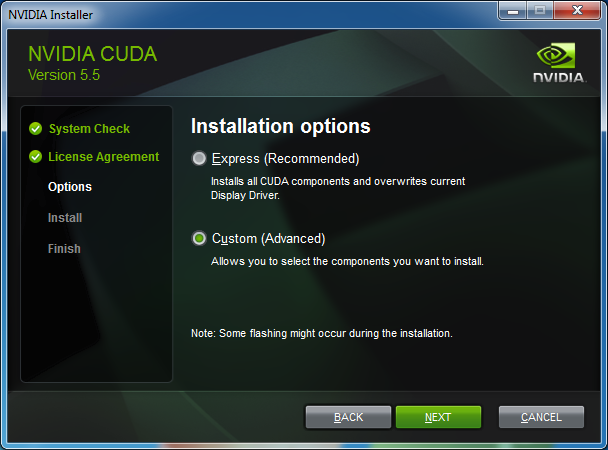 NVIDIA Installer
NVIDIA CUDA
Version 5.5
NVIDIA
System Check
License Agreement
Options
Install
Finish
Installation options
Express (Recommended)
Installs all CUDA components and overwrites current
Display Driver.
Custom (Advanced)
Allows you to select the components you want to install.
Note: Some flashing might occur during the installation.
BACK
NEXT
CANCEL